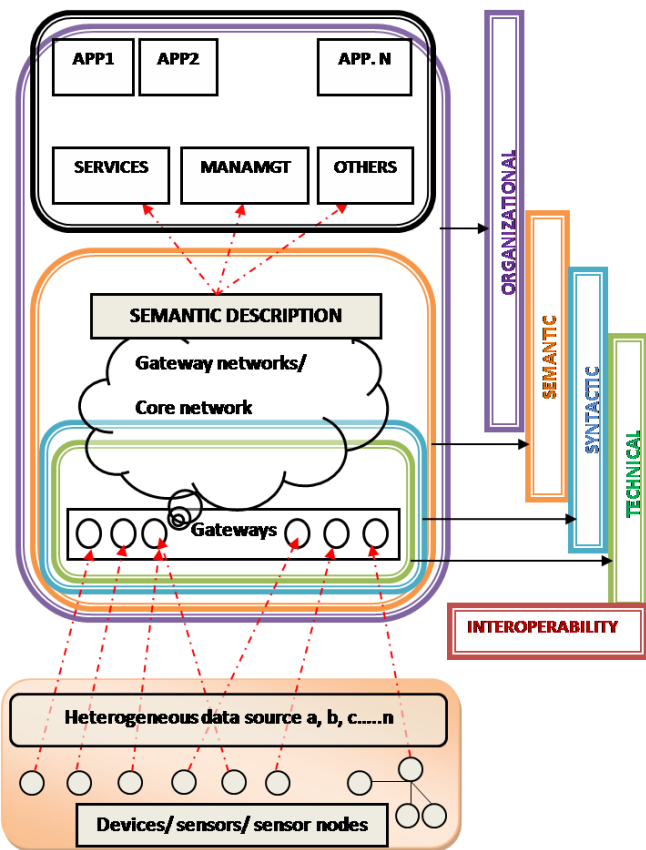 APP1
APP2
APP. N
SERVICES
MANAMGT
OTHERS
SEMANTIC DESCRIPTION
Gateway networks/
Core network
Gateways
ORGANIZATIONAL
SEMANTIC
SYNTACTIC
TECHNICAL
INTEROPERABILITY
Heterogeneous data source a, b, c.....n
Devices/ sensors/ sensor nodes